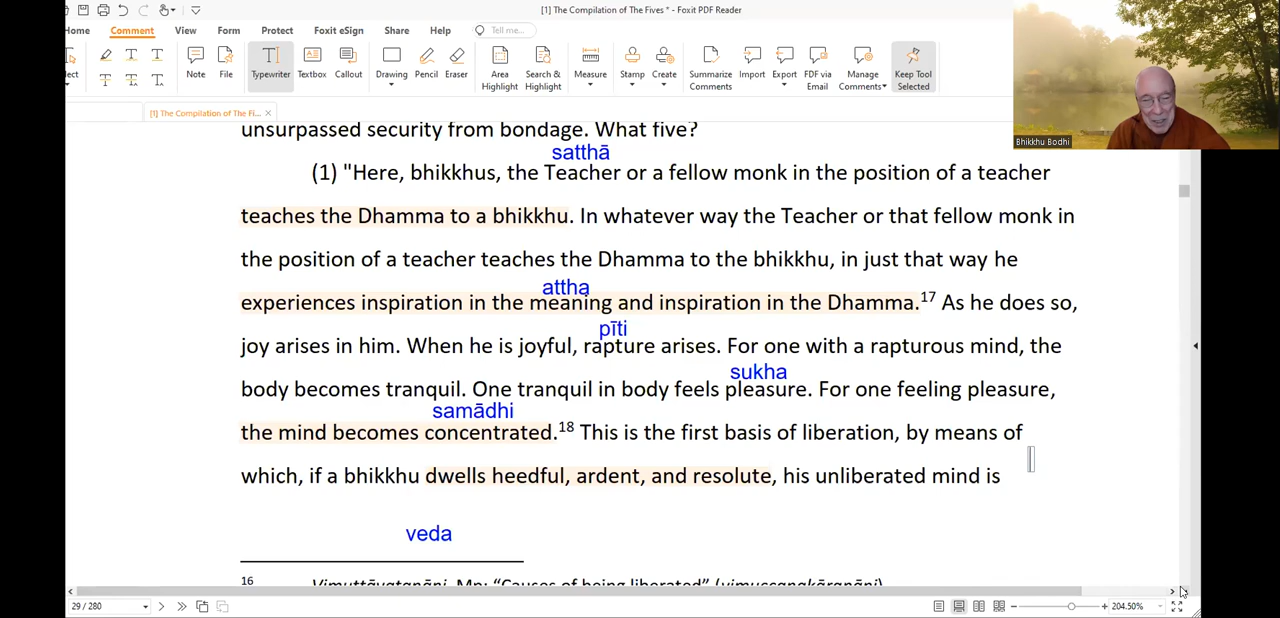 [1] The Compilation of The Fives * - Foxit PDF Reader
Home Comment View Form Protect Foxit eSign Share Help Tell me...
Note File Typewriter Textbox Callout Drawing Pencil Eraser Area Highlight Search & Highlight Measure Stamp Create Summarize Comments Import Export FDF via Email Manage Comments Keep Tool Selected
[1] The Compilation of The Fi...
Bhikkhu Bodhi
unsurpassed security from bondage. What five?
satthā
(1) "Here, bhikkhus, the Teacher or a fellow monk in the position of a teacher
teaches the Dhamma to a bhikkhu. In whatever way the Teacher or that fellow monk in
the position of a teacher teaches the Dhamma to the bhikkhu, in just that way he
attha
experiences inspiration in the meaning and inspiration in the Dhamma.17 As he does so,
pīti
joy arises in him. When he is joyful, rapture arises. For one with a rapturous mind, the
sukha
body becomes tranquil. One tranquil in body feels pleasure. For one feeling pleasure,
samādhi
the mind becomes concentrated.18 This is the first basis of liberation, by means of
which, if a bhikkhu dwells heedful, ardent, and resolute, his unliberated mind is
veda
16 Vimuttāyatanāni. Mp: “Causes of being liberated” (vimuccanakāraṇāni)
29 / 280
204.50%